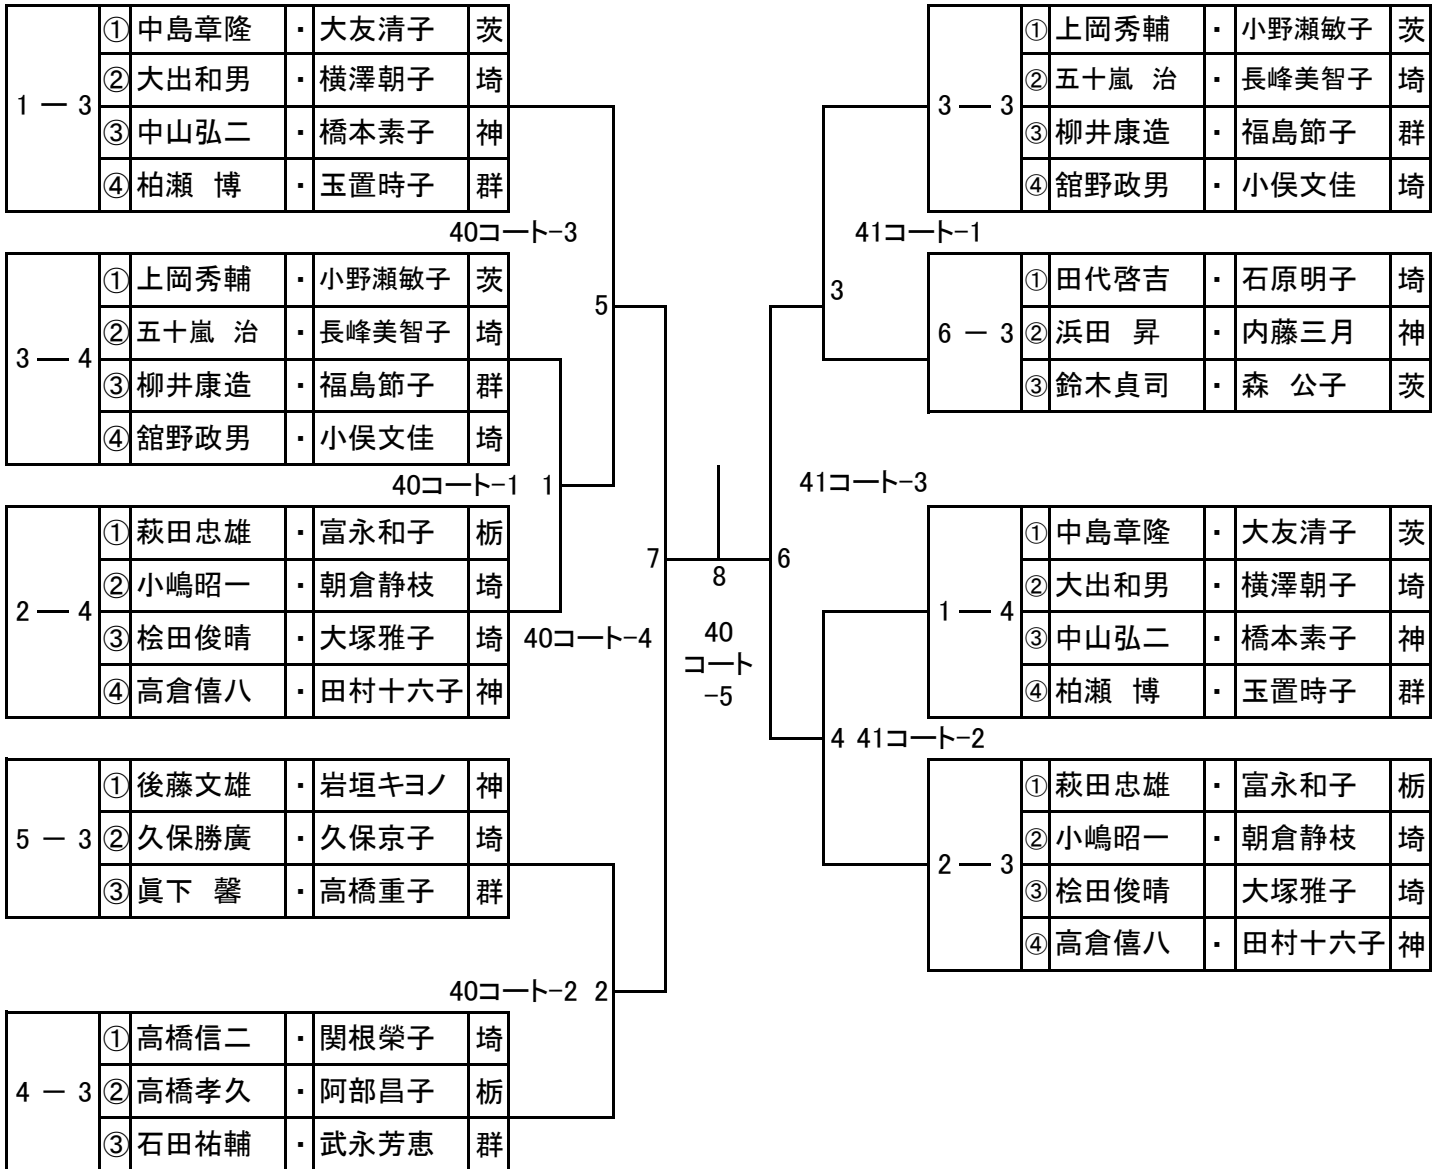 1 ― 3
① 中島章隆 ・ 大友清子 茨
② 大出和男 ・ 横澤朝子 埼
③ 中山弘二 ・ 橋本素子 神
④ 柏瀬 博 ・ 玉置時子 群
40コート-3
3 ― 4
① 上岡秀輔 ・ 小野瀬敏子 茨
② 五十嵐 治 ・ 長峰美智子 埼
③ 柳井康造 ・ 福島節子 群
④ 舘野政男 ・ 小俣文佳 埼
5
40コート-1 1
2 ― 4
① 萩田忠雄 ・ 富永和子 栃
② 小嶋昭一 ・ 朝倉静枝 埼
③ 桧田俊晴 ・ 大塚雅子 埼
④ 高倉僖八 ・ 田村十六子 神
7
40コート-4
5 ― 3
① 後藤文雄 ・ 岩垣キヨノ 神
② 久保勝廣 ・ 久保京子 埼
③ 眞下 馨 ・ 高橋重子 群
40コート-2 2
4 ― 3
① 高橋信二 ・ 関根榮子 埼
② 高橋孝久 ・ 阿部昌子 栃
③ 石田祐輔 ・ 武永芳恵 群
8
40
コート
-5
3 ― 3
① 上岡秀輔 ・ 小野瀬敏子 茨
② 五十嵐 治 ・ 長峰美智子 埼
③ 柳井康造 ・ 福島節子 群
④ 舘野政男 ・ 小俣文佳 埼
41コート-1
3
6 ― 3
① 田代啓吉 ・ 石原明子 埼
② 浜田 昇 ・ 内藤三月 神
③ 鈴木貞司 ・ 森 公子 茨
41コート-3
6
1 ― 4
① 中島章隆 ・ 大友清子 茨
② 大出和男 ・ 横澤朝子 埼
③ 中山弘二 ・ 橋本素子 神
④ 柏瀬 博 ・ 玉置時子 群
4 41コート-2
2 ― 3
① 萩田忠雄 ・ 富永和子 栃
② 小嶋昭一 ・ 朝倉静枝 埼
③ 桧田俊晴 大塚雅子 埼
④ 高倉僖八 ・ 田村十六子 神